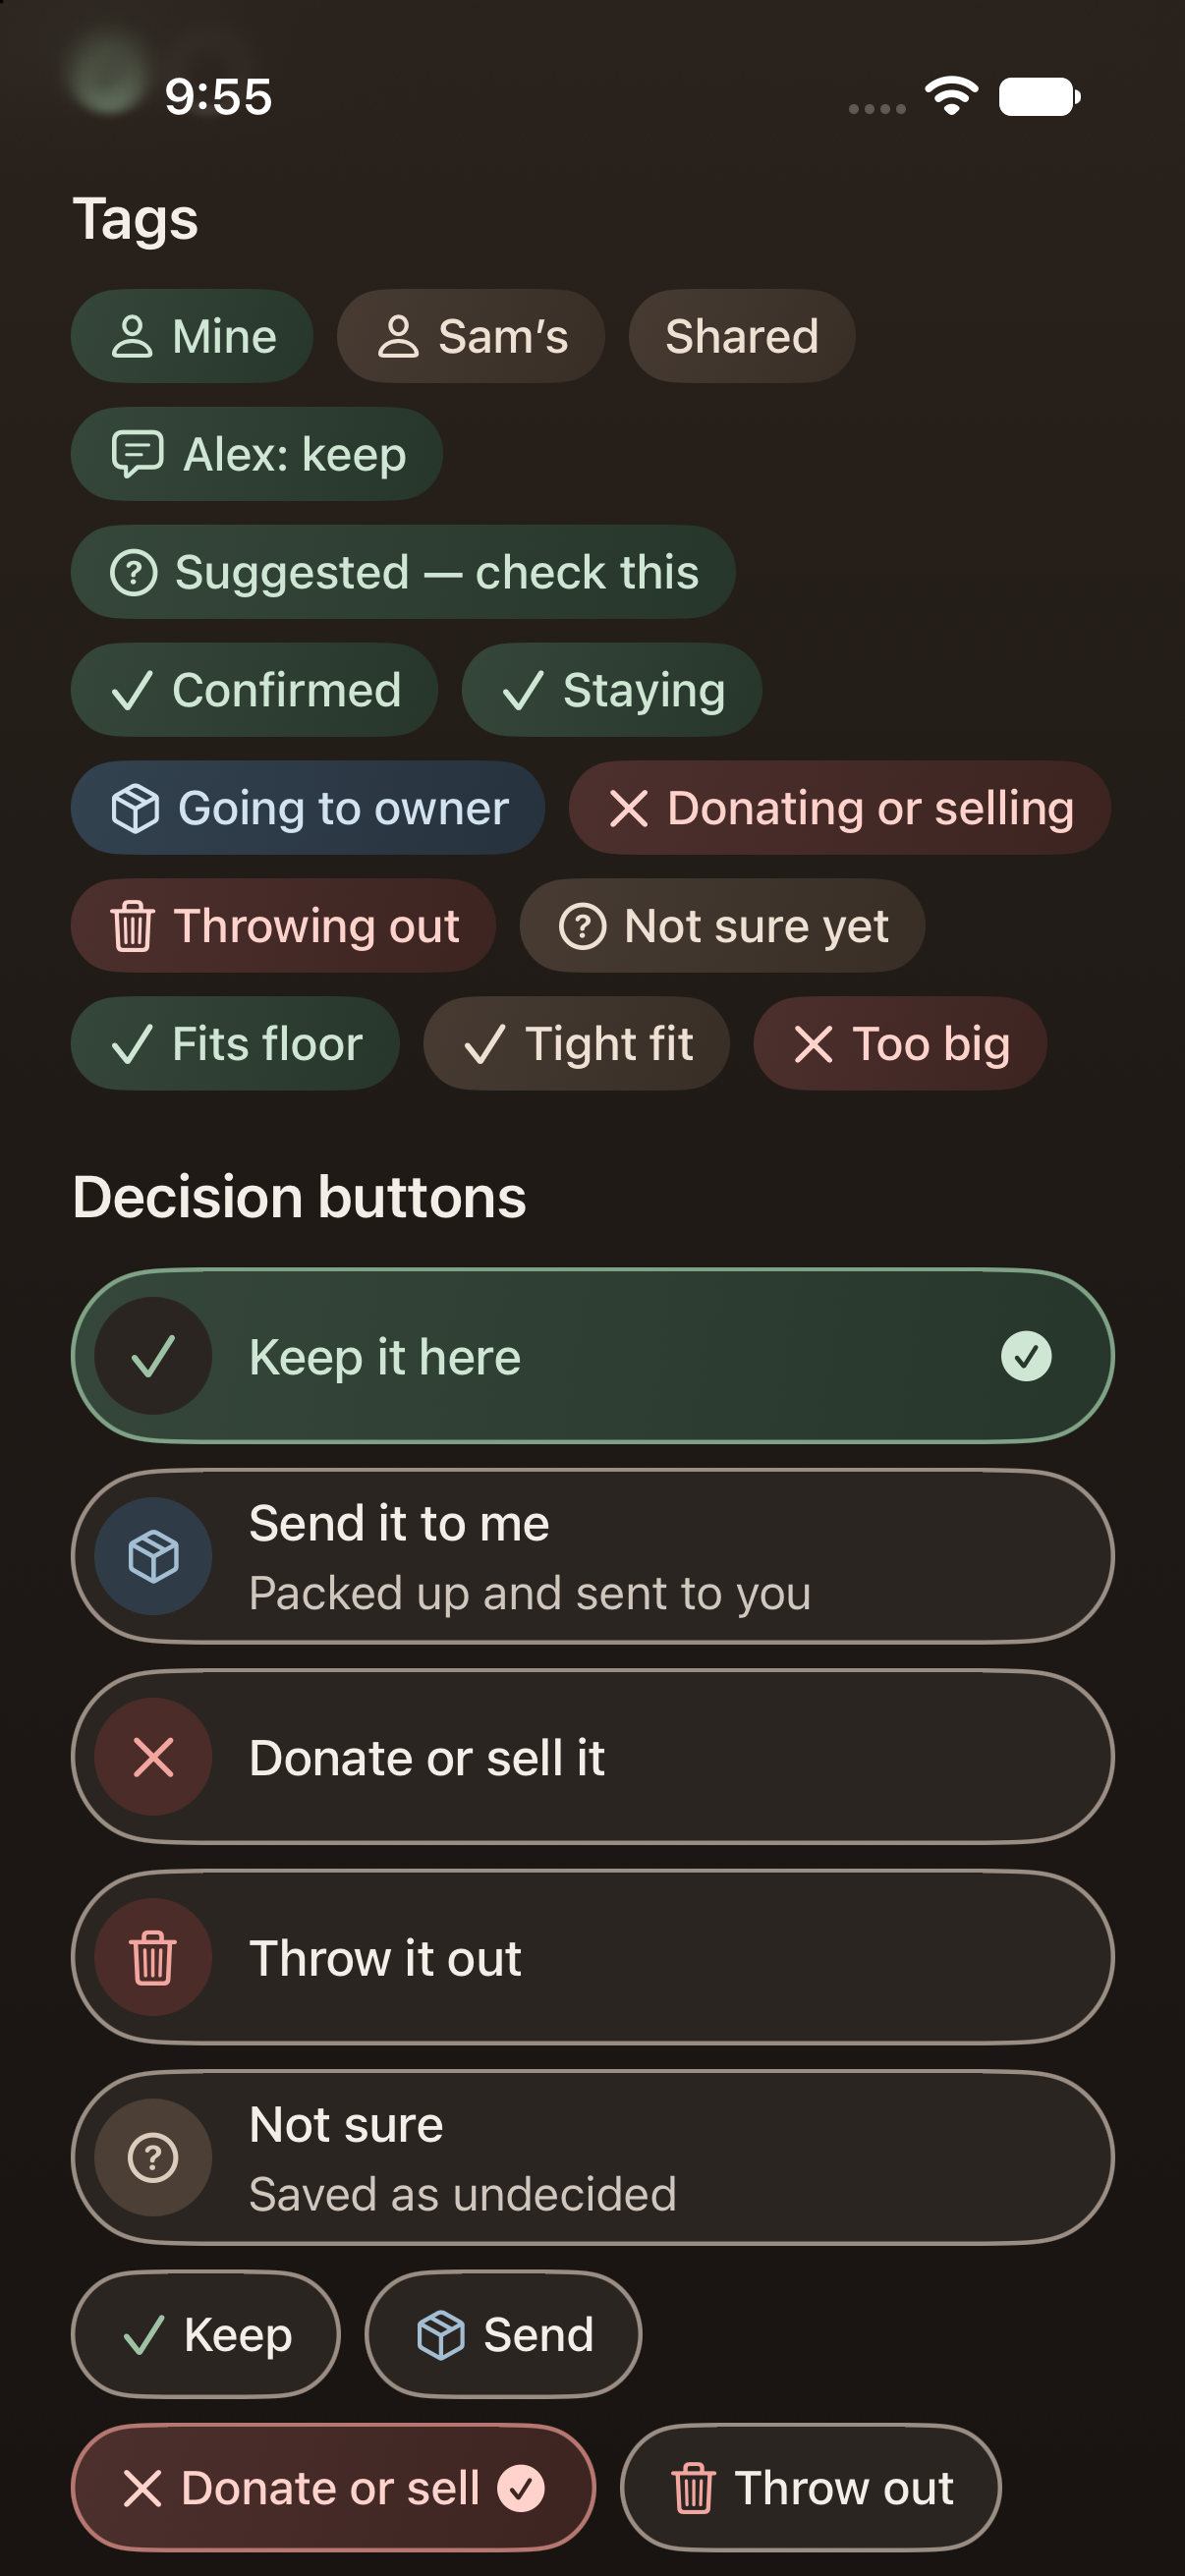 9:55
Tags
Mine Sam’s Shared
Alex: keep
Suggested — check this
Confirmed Staying
Going to owner Donating or selling
Throwing out Not sure yet
Fits floor Tight fit Too big
Decision buttons
Keep it here
Send it to me
Packed up and sent to you
Donate or sell it
Throw it out
Not sure
Saved as undecided
Keep Send
Donate or sell Throw out